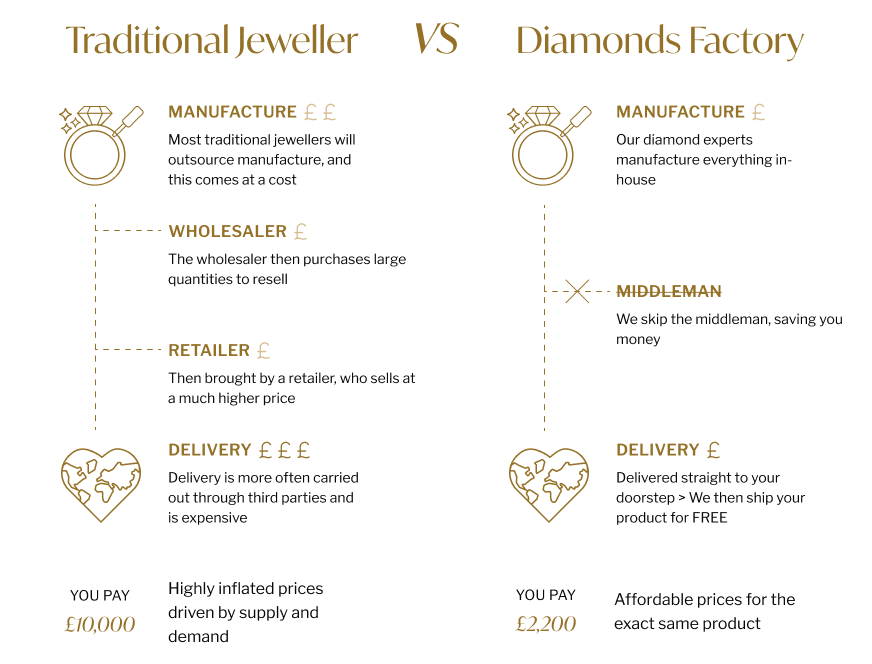 Traditional Jeweller
VS
Diamonds Factory
MANUFACTURE £ £
Most traditional jewellers will
outsource manufacture, and
this comes at a cost
WHOLESALER £
The wholesaler then purchases large
quantities to resell
RETAILER £
Then brought by a retailer, who sells at
a much higher price
DELIVERY £ £ £
Delivery is more often carried
out through third parties and
is expensive
YOU PAY
£10,000
Highly inflated prices
driven by supply and
demand
MANUFACTURE £
Our diamond experts
manufacture everything in-
house
MIDDLEMAN
We skip the middleman, saving you
money
DELIVERY £
Delivered straight to your
doorstep > We then ship your
product for FREE
YOU PAY
£2,200
Affordable prices for the
exact same product